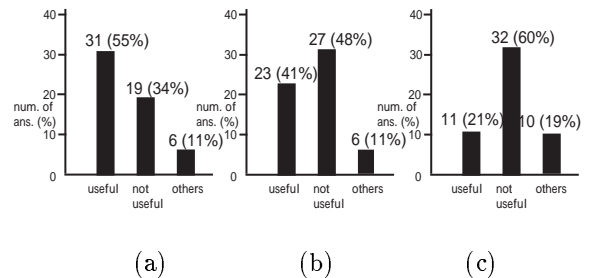 40
30
20
10
0
num. of
ans. (%)
31 (55%)
19 (34%)
6 (11%)
useful
not
useful
others
(a)
40
30
20
10
0
num. of
ans. (%)
23 (41%)
27 (48%)
6 (11%)
useful
not
useful
others
(b)
40
30
20
10
0
num. of
ans. (%)
11 (21%)
32 (60%)
10 (19%)
useful
not
useful
others
(c)